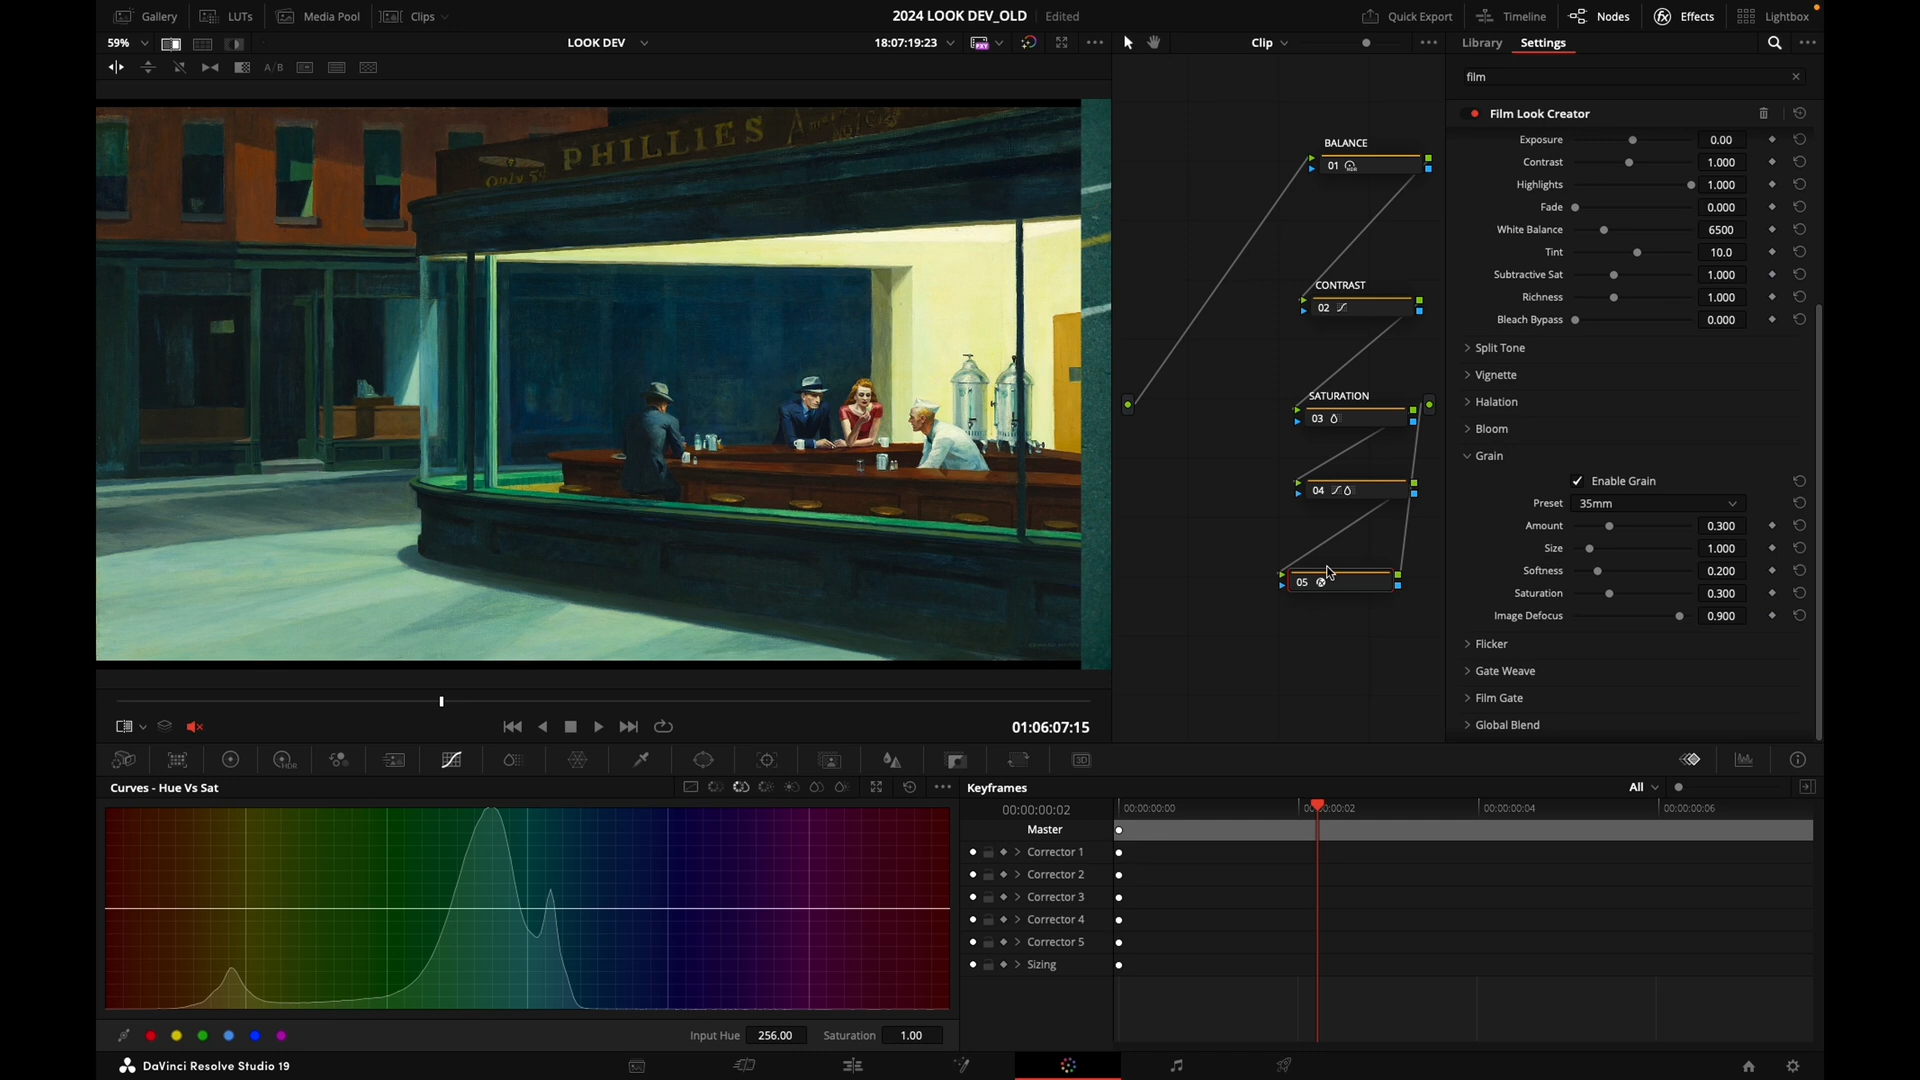 Gallery
LUTs
Media Pool
Clips
2024 LOOK DEV_OLD
Edited
Quick Export
Timeline
Nodes
Effects
Lightbox
59%
LOOK DEV
18:07:19:23
Clip
Library
Settings
A/B
film
PHILLIES
Only 5¢
Film Look Creator
Exposure 0.00
Contrast 1.000
Highlights 1.000
Fade 0.000
White Balance 6500
Tint 10.0
Subtractive Sat 1.000
Richness 1.000
Bleach Bypass 0.000
Split Tone
Vignette
Halation
Bloom
Grain
Enable Grain
Preset 35mm
Amount 0.300
Size 1.000
Softness 0.200
Saturation 0.300
Image Defocus 0.900
Flicker
Gate Weave
Film Gate
Global Blend
BALANCE
01
CONTRAST
02
SATURATION
03
04
05
01:06:07:15
HDR
3D
Curves - Hue Vs Sat
Input Hue 256.00
Saturation 1.00
Keyframes
All
00:00:00:02
00:00:00:00
00:00:00:02
00:00:00:04
00:00:00:06
Master
Corrector 1
Corrector 2
Corrector 3
Corrector 4
Corrector 5
Sizing
DaVinci Resolve Studio 19